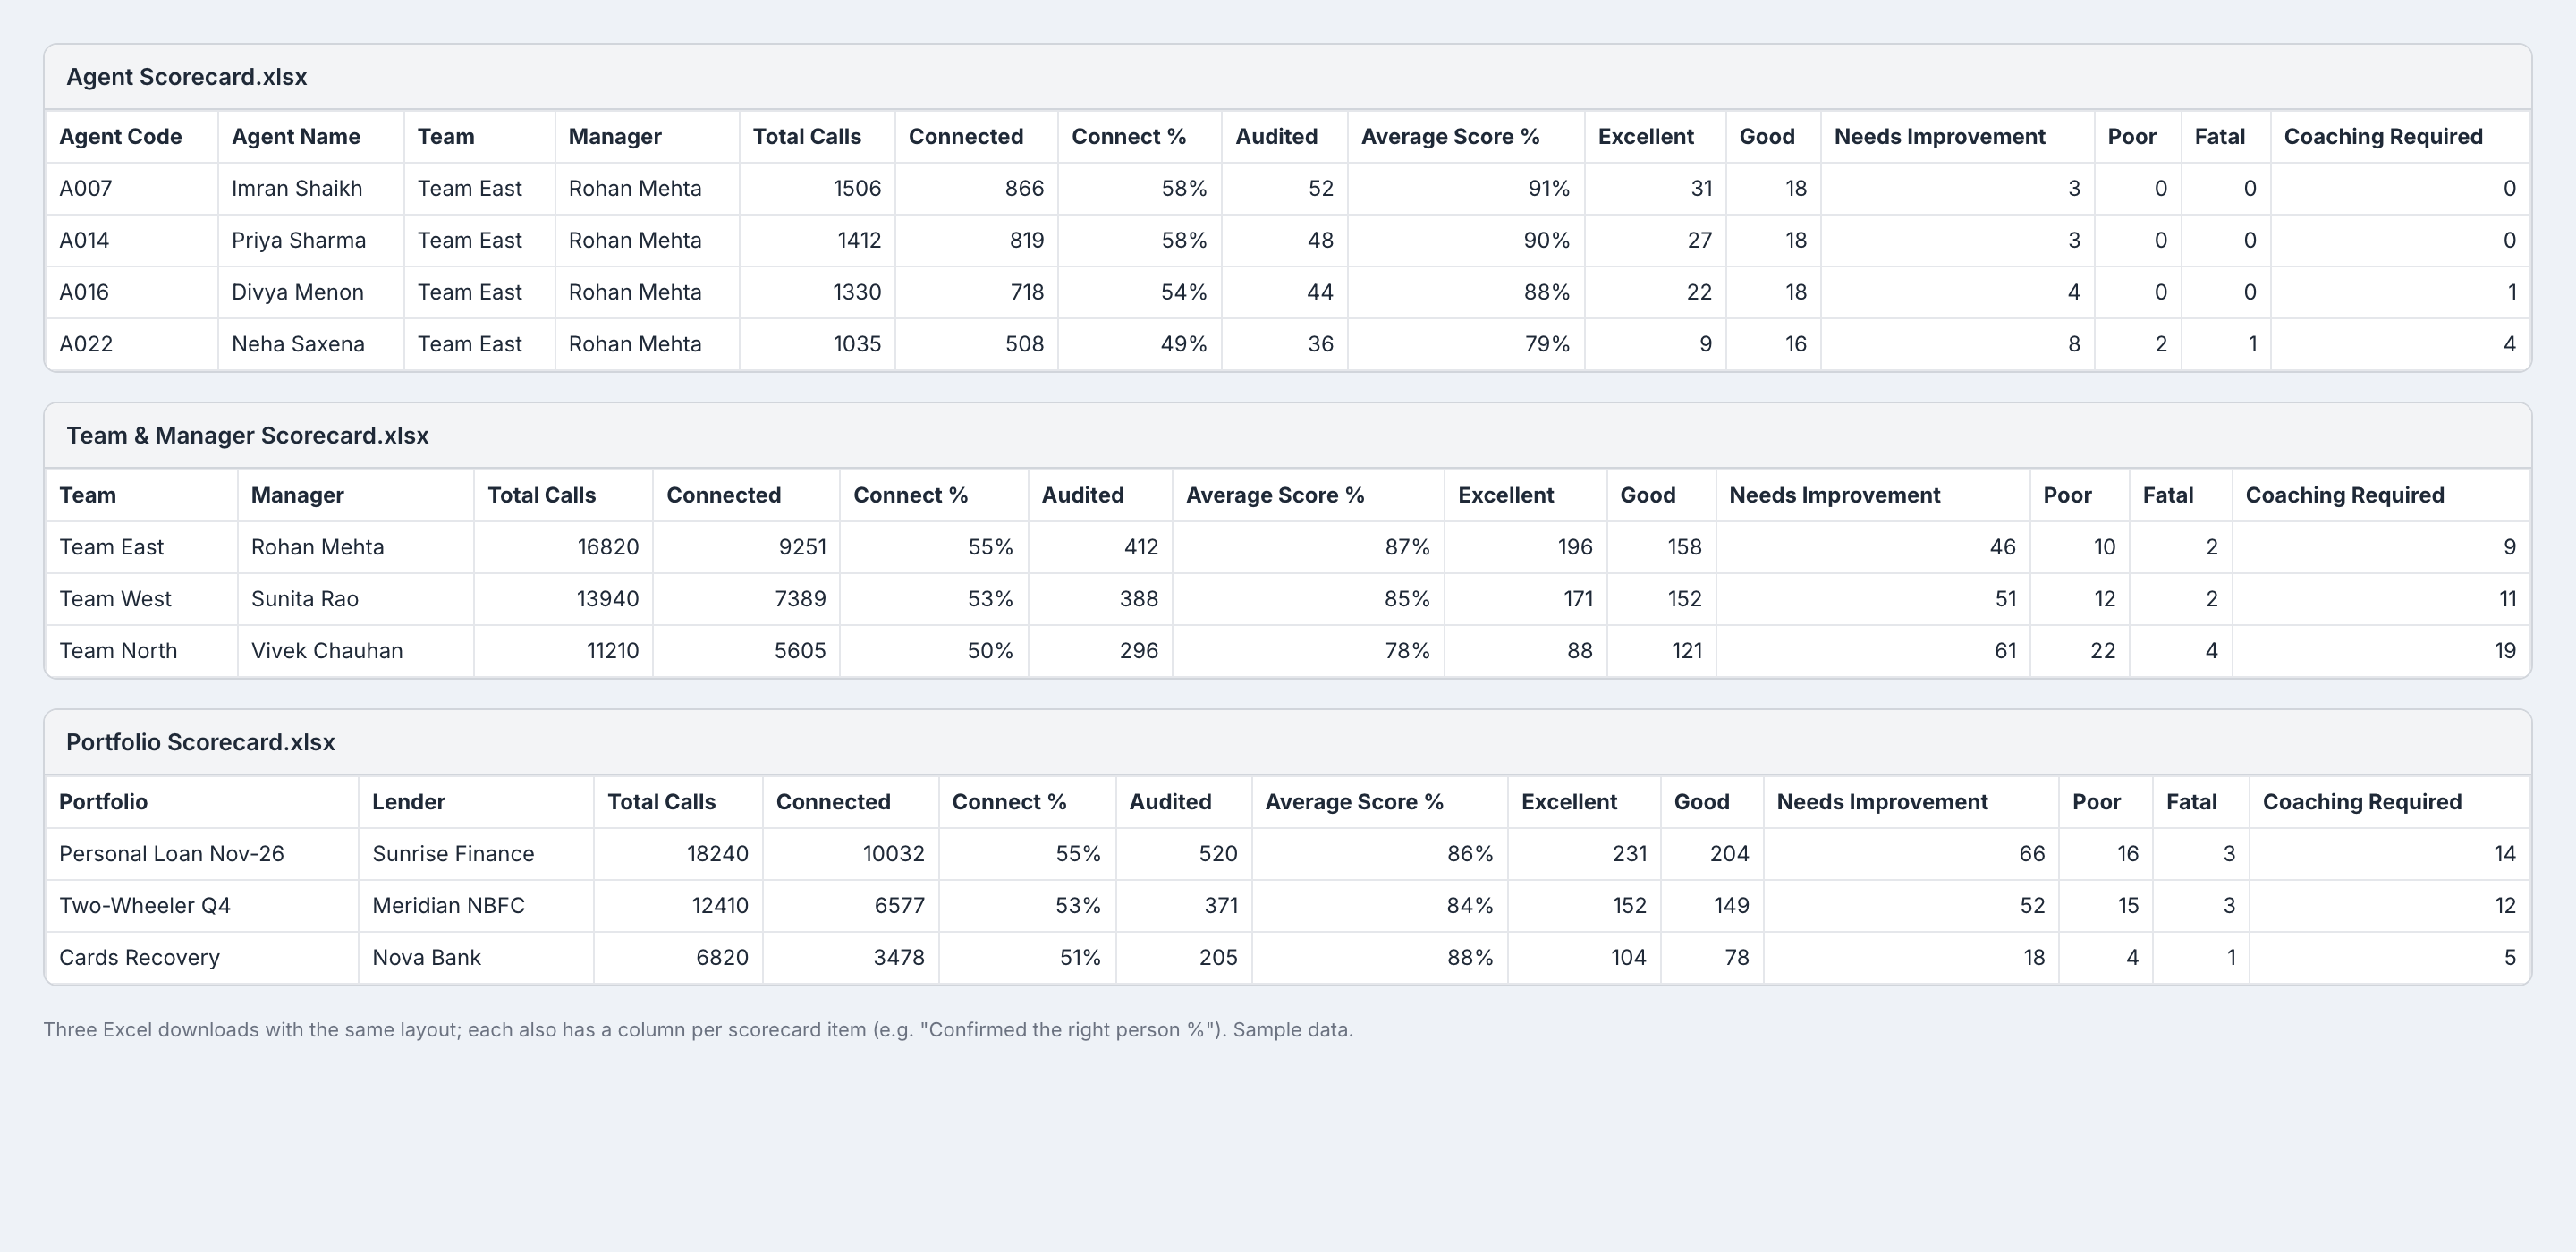 Agent Scorecard.xlsx
Agent Code Agent Name Team Manager Total Calls Connected Connect % Audited Average Score % Excellent Good Needs Improvement Poor Fatal Coaching Required
A007 Imran Shaikh Team East Rohan Mehta 1506 866 58% 52 91% 31 18 3 0 0 0
A014 Priya Sharma Team East Rohan Mehta 1412 819 58% 48 90% 27 18 3 0 0 0
A016 Divya Menon Team East Rohan Mehta 1330 718 54% 44 88% 22 18 4 0 0 1
A022 Neha Saxena Team East Rohan Mehta 1035 508 49% 36 79% 9 16 8 2 1 4
Team & Manager Scorecard.xlsx
Team Manager Total Calls Connected Connect % Audited Average Score % Excellent Good Needs Improvement Poor Fatal Coaching Required
Team East Rohan Mehta 16820 9251 55% 412 87% 196 158 46 10 2 9
Team West Sunita Rao 13940 7389 53% 388 85% 171 152 51 12 2 11
Team North Vivek Chauhan 11210 5605 50% 296 78% 88 121 61 22 4 19
Portfolio Scorecard.xlsx
Portfolio Lender Total Calls Connected Connect % Audited Average Score % Excellent Good Needs Improvement Poor Fatal Coaching Required
Personal Loan Nov-26 Sunrise Finance 18240 10032 55% 520 86% 231 204 66 16 3 14
Two-Wheeler Q4 Meridian NBFC 12410 6577 53% 371 84% 152 149 52 15 3 12
Cards Recovery Nova Bank 6820 3478 51% 205 88% 104 78 18 4 1 5
Three Excel downloads with the same layout; each also has a column per scorecard item (e.g. "Confirmed the right person %"). Sample data.